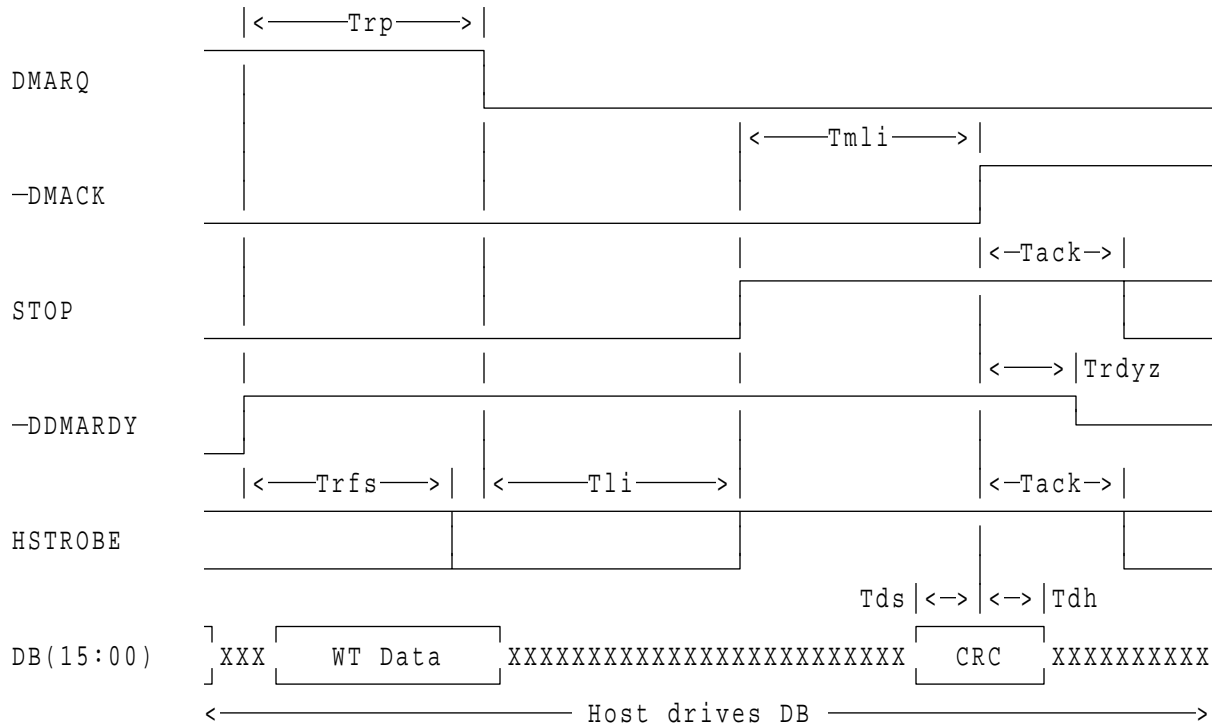 |<——Trp——>|
DMARQ
|<——Tmli——>|
—DMACK
|<—Tack—>|
STOP
|<——>|Trdyz
—DDMARDY
|<——Trfs——>| |<———Tli———>| |<—Tack—>|
HSTROBE
Tds|<—>|<—>|Tdh
DB(15:00) XXX WT Data XXXXXXXXXXXXXXXXXXXXXXXXX CRC XXXXXXXXXX
<—————— Host drives DB ——————>